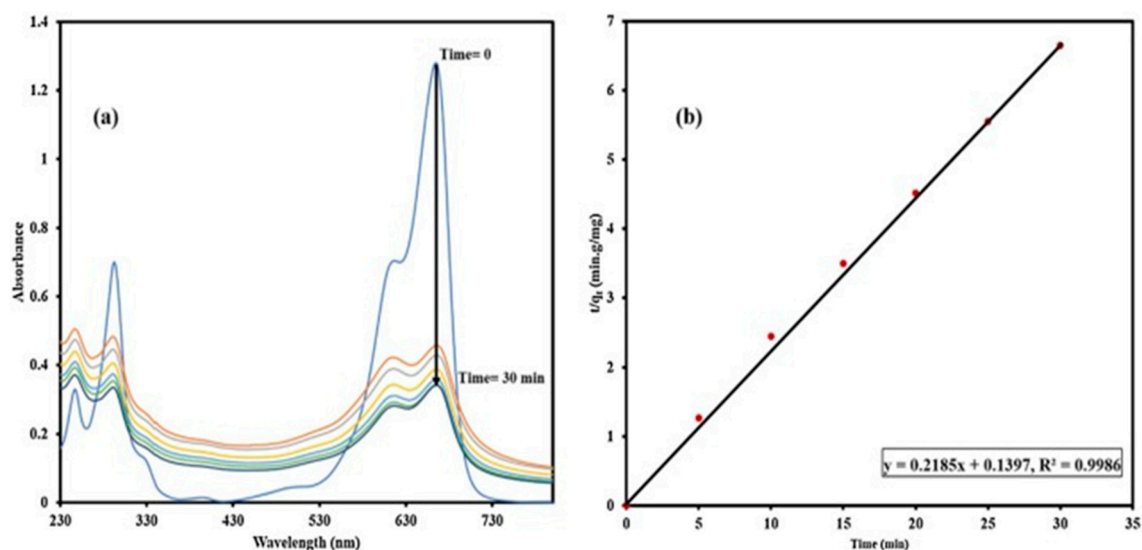 1.4
1.2
1
0.8
0.6
0.4
0.2
0
Absorbance
(a)
Time= 0
Time= 30 min
230 330 430 530 630 730
Wavelength (nm)
7
6
5
4
3
2
1
0
t/qt (min.g/mg)
(b)
y = 0.2185x + 0.1397, R² = 0.9986
0 5 10 15 20 25 30 35
Time (min)